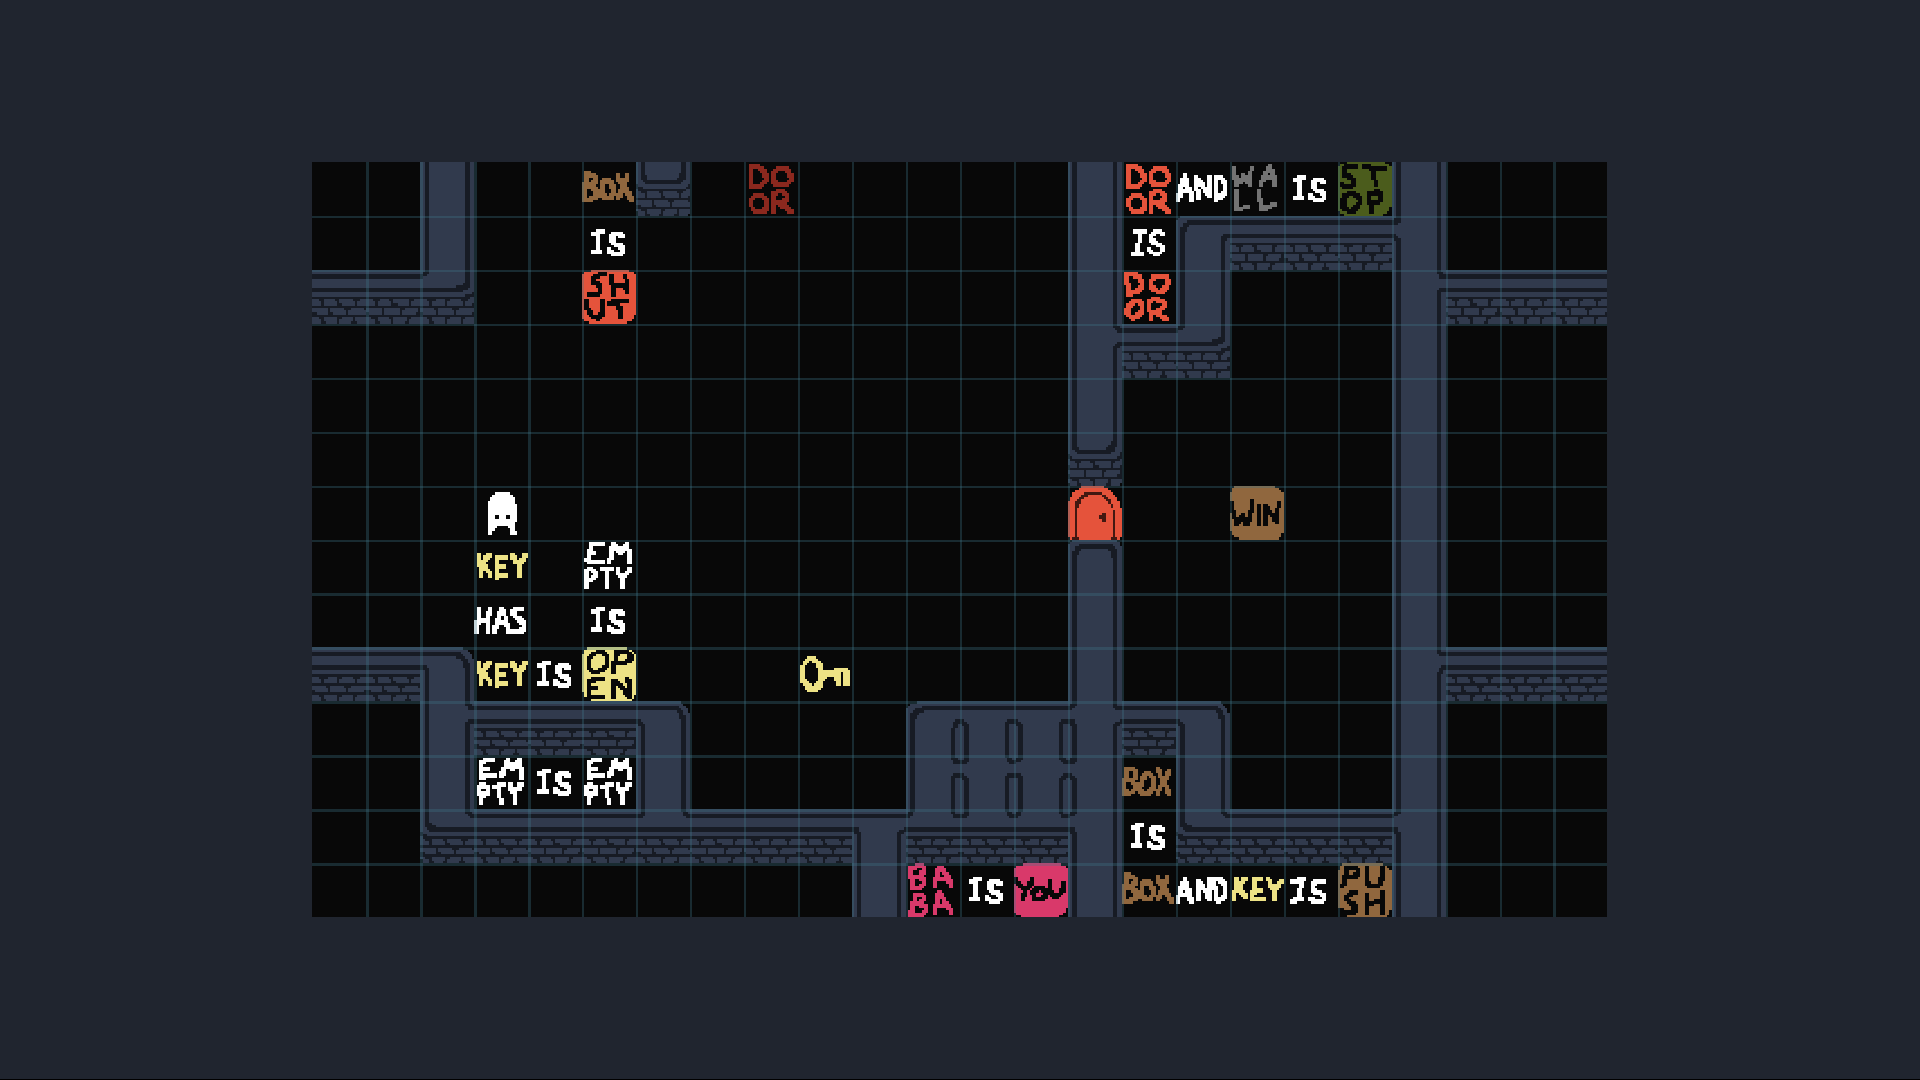 BOX DOOR DOOR AND WALL IS STOP
IS IS
SHUT DOOR
WIN
KEY EMPTY
HAS IS
KEY IS OPEN
EMPTY IS EMPTY BOX
IS
BABA IS YOU BOX AND KEY IS PUSH